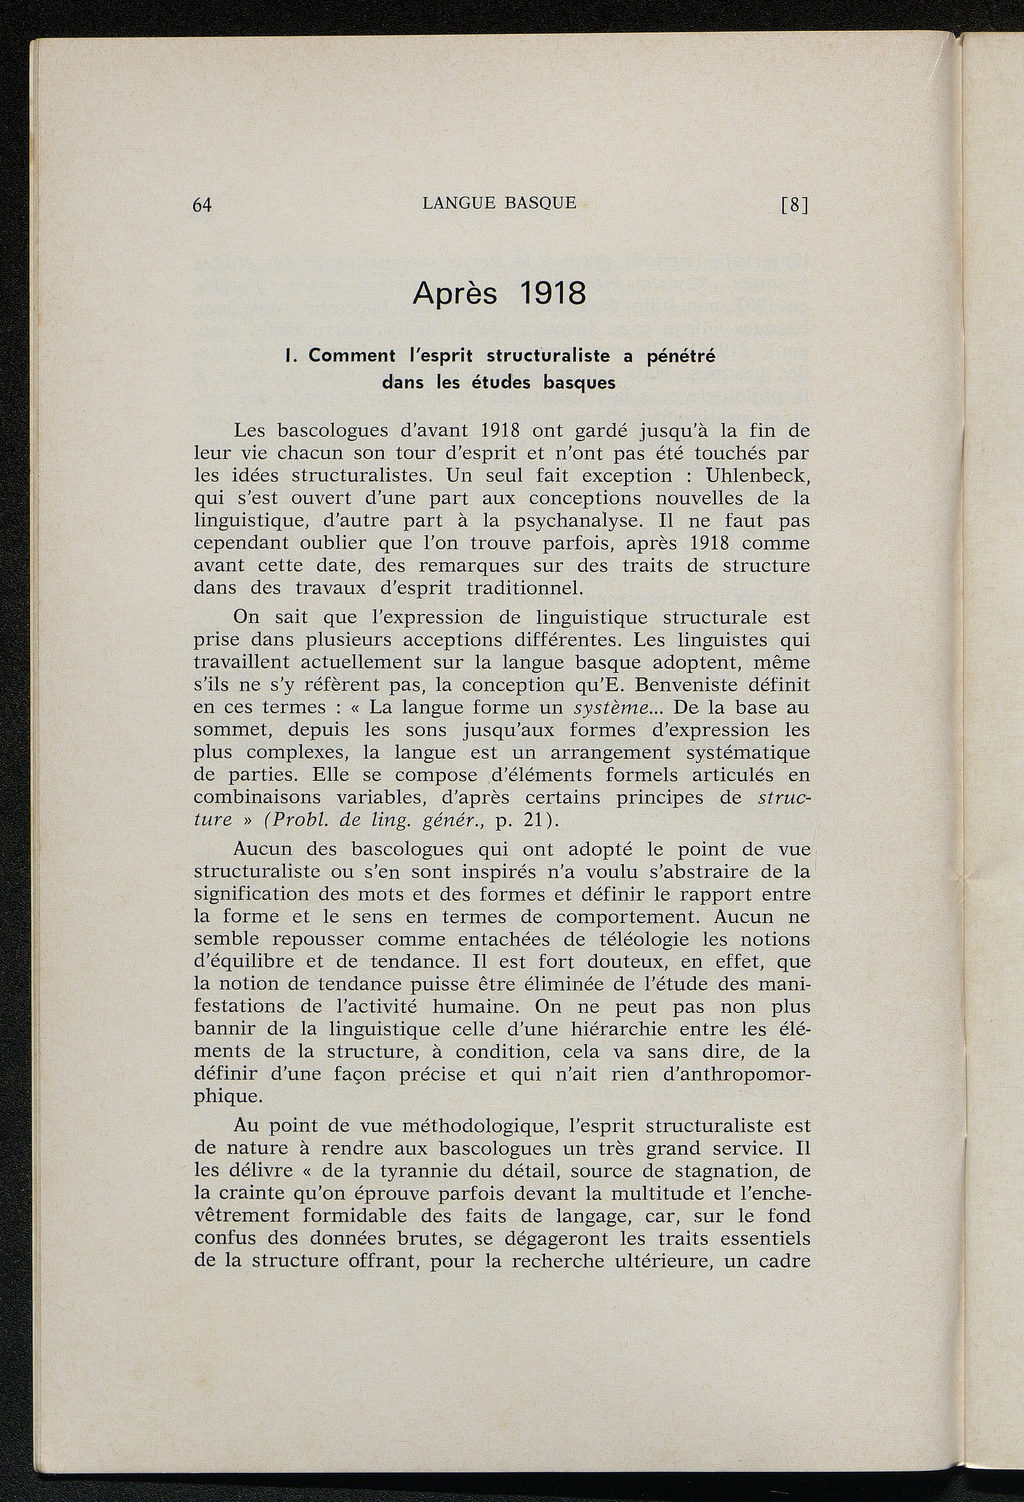 64 LANGUE BASQUE [8]
Après 1918
I. Comment l'esprit structuraliste a pénétré
dans les études basques
Les bascologues d'avant 1918 ont gardé jusqu'à la fin de
leur vie chacun son tour d'esprit et n'ont pas été touchés par
les idées structuralistes. Un seul fait exception : Uhlenbeck,
qui s'est ouvert d'une part aux conceptions nouvelles de la
linguistique, d'autre part à la psychanalyse. Il ne faut pas
cependant oublier que l'on trouve parfois, après 1918 comme
avant cette date, des remarques sur des traits de structure
dans des travaux d'esprit traditionnel.
On sait que l'expression de linguistique structurale est
prise dans plusieurs acceptions différentes. Les linguistes qui
travaillent actuellement sur la langue basque adoptent, même
s'ils ne s'y réfèrent pas, la conception qu'E. Benveniste définit
en ces termes : « La langue forme un système... De la base au
sommet, depuis les sons jusqu'aux formes d'expression les
plus complexes, la langue est un arrangement systématique
de parties. Elle se compose d'éléments formels articulés en
combinaisons variables, d'après certains principes de struc-
ture » (Probl. de ling. génér., p. 21).
Aucun des bascologues qui ont adopté le point de vue
structuraliste ou s'en sont inspirés n'a voulu s'abstraire de la
signification des mots et des formes et définir le rapport entre
la forme et le sens en termes de comportement. Aucun ne
semble repousser comme entachées de téléologie les notions
d'équilibre et de tendance. Il est fort douteux, en effet, que
la notion de tendance puisse être éliminée de l'étude des mani-
festations de l'activité humaine. On ne peut pas non plus
bannir de la linguistique celle d'une hiérarchie entre les élé-
ments de la structure, à condition, cela va sans dire, de la
définir d'une façon précise et qui n'ait rien d'anthropomor-
phique.
Au point de vue méthodologique, l'esprit structuraliste est
de nature à rendre aux bascologues un très grand service. Il
les délivre « de la tyrannie du détail, source de stagnation, de
la crainte qu'on éprouve parfois devant la multitude et l'enche-
vêtrement formidable des faits de langage, car, sur le fond
confus des données brutes, se dégageront les traits essentiels
de la structure offrant, pour la recherche ultérieure, un cadre